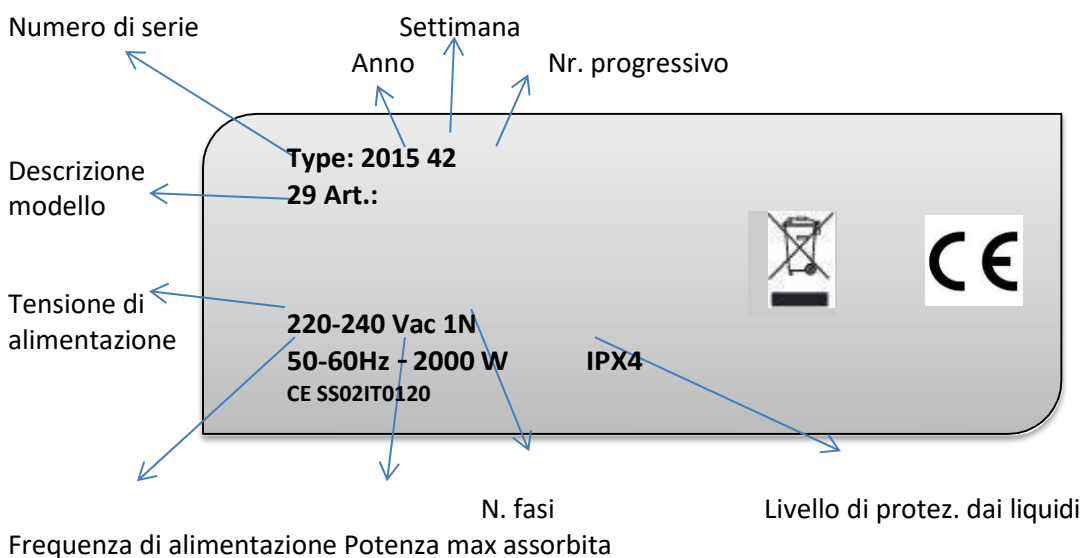 Numero di serie
Settimana
Anno
Nr. progressivo
Type: 2015 42
29 Art.:
Descrizione
modello
Tensione di
alimentazione
220-240 Vac 1N
50-60Hz - 2000 W IPX4
CE SS02IT0120
CE
N. fasi
Livello di protez. dai liquidi
Frequenza di alimentazione Potenza max assorbita